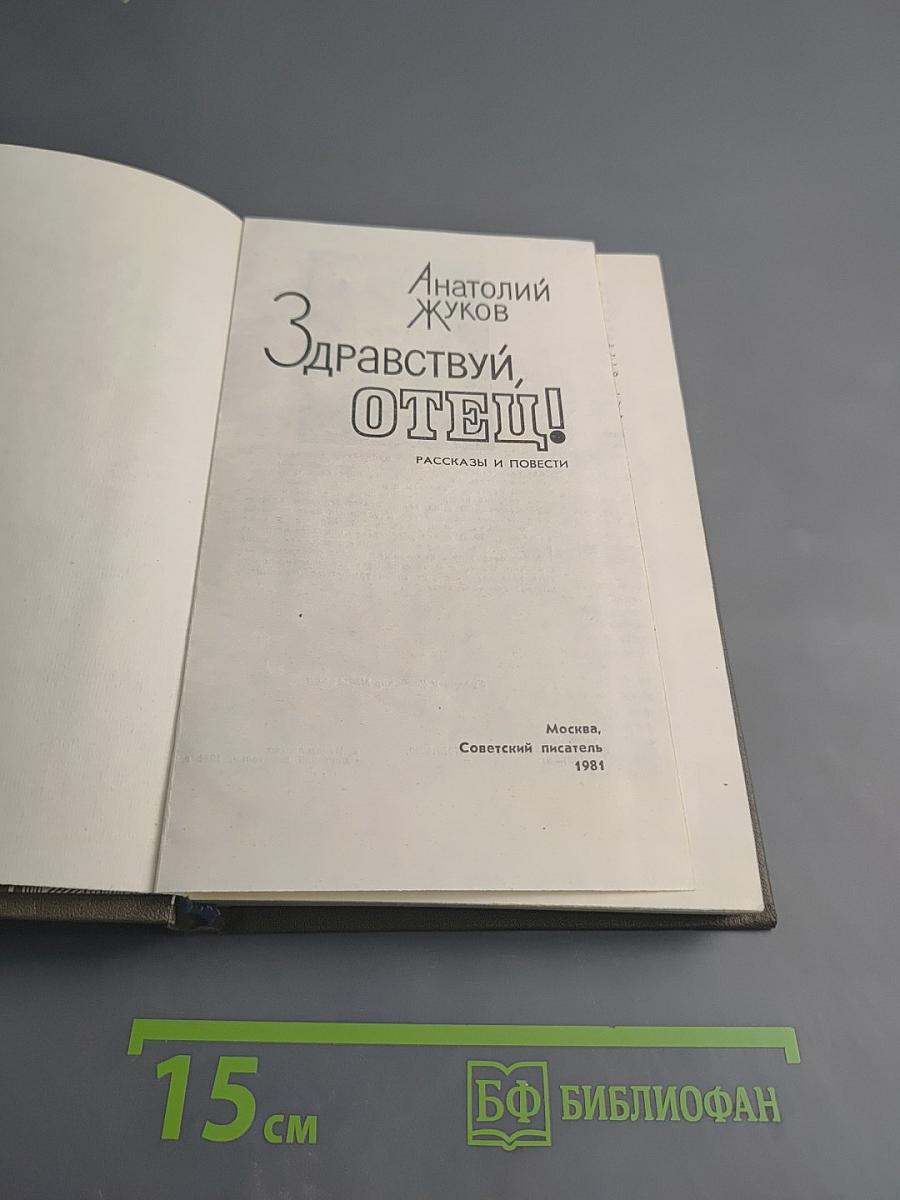 Анатолий
Жуков
Здравствуй,
ОТЕЦ!
РАССКАЗЫ И ПОВЕСТИ
Москва,
Советский писатель
1981
15 см
БФ БИБЛИОФАН